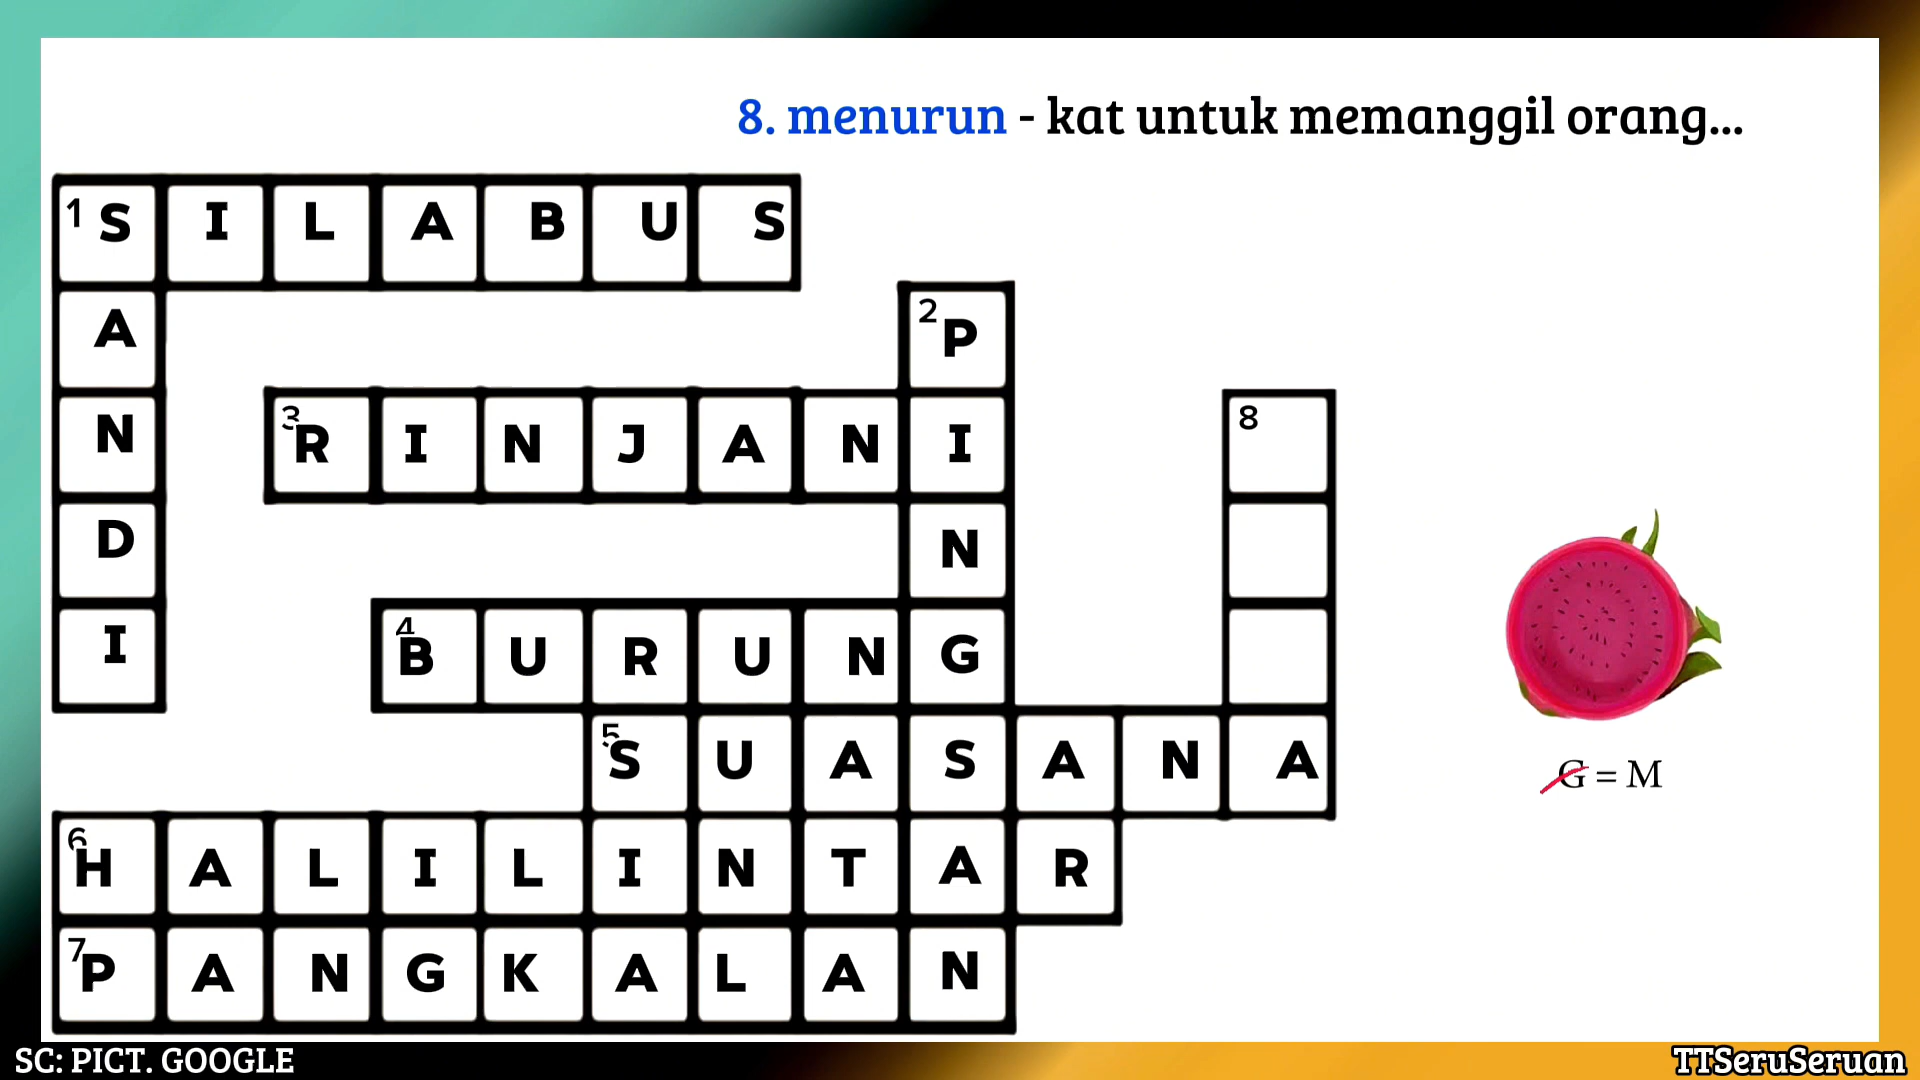 8. menurun - kat untuk memanggil orang...
1 S I L A B U S
A 2 P
N 3 R I N J A N I 8
D N
I 4 B U R U N G
5 S U A S A N A
G = M
6 H A L I L I N T A R
7 P A N G K A L A N
SC: PICT. GOOGLE
TTSeruSeruan